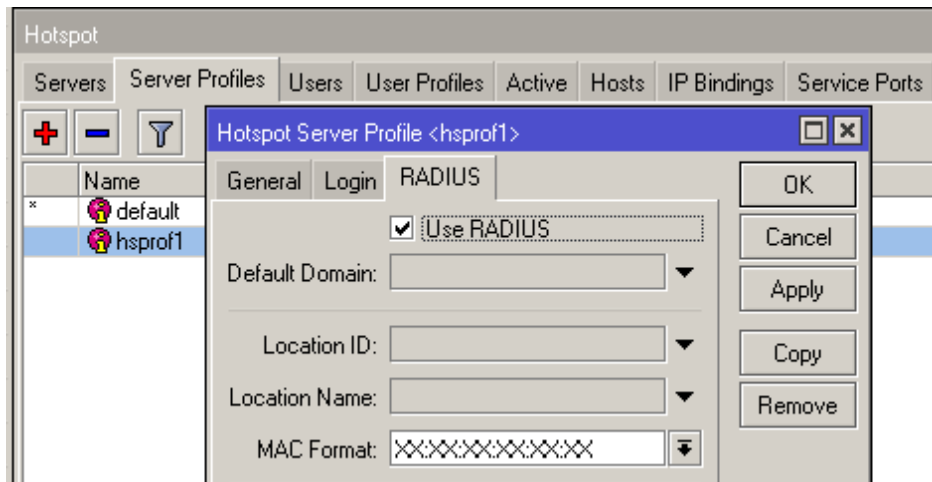 Hotspot
Servers Server Profiles Users User Profiles Active Hosts IP Bindings Service Ports
Hotspot Server Profile <hsprof1>
Name
* default
hsprof1
General Login RADIUS
Use RADIUS
Default Domain:
Location ID:
Location Name:
MAC Format: XX:XX:XX:XX:XX:XX
OK
Cancel
Apply
Copy
Remove